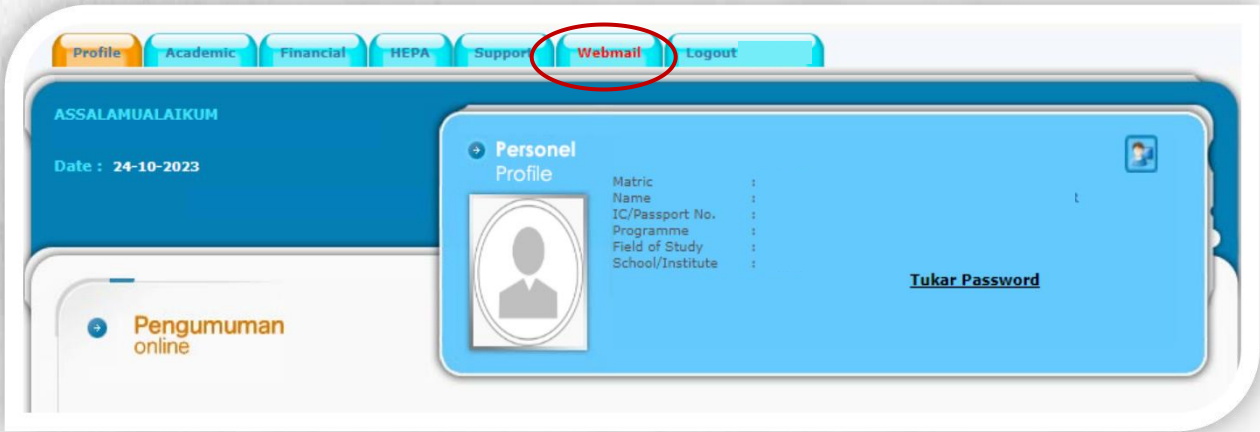 Profile Academic Financial HEPA Support Webmail Logout
ASSALAMUALAIKUM
Date : 24-10-2023
Personel
Profile
Matric :
Name : t
IC/Passport No. :
Programme :
Field of Study :
School/Institute :
Tukar Password
Pengumuman
online